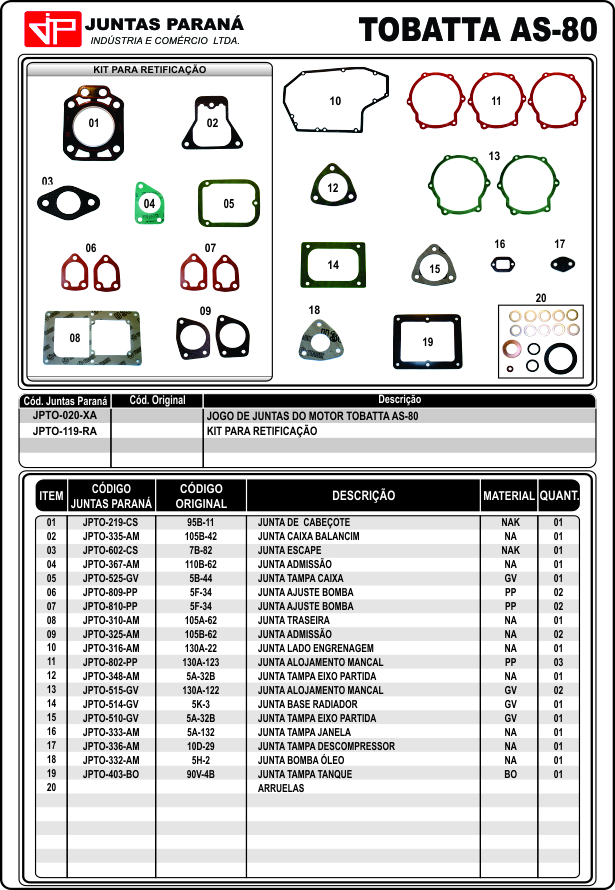 JP JUNTAS PARANÁ
INDÚSTRIA E COMÉRCIO LTDA.
TOBATTA AS-80
KIT PARA RETIFICAÇÃO
01
02
03
04
05
06
07
08
09
10
11
12
13
14
15
16
17
18
19
20
Cód. Juntas Paraná Cód. Original Descrição
JPTO-020-XA JOGO DE JUNTAS DO MOTOR TOBATTA AS-80
JPTO-119-RA KIT PARA RETIFICAÇÃO
ITEM CÓDIGO JUNTAS PARANÁ CÓDIGO ORIGINAL DESCRIÇÃO MATERIAL QUANT.
01 JPTO-219-CS 95B-11 JUNTA DE CABEÇOTE NAK 01
02 JPTO-335-AM 105B-42 JUNTA CAIXA BALANCIM NA 01
03 JPTO-602-CS 7B-82 JUNTA ESCAPE NAK 01
04 JPTO-367-AM 110B-62 JUNTA ADMISSÃO NA 01
05 JPTO-525-GV 5B-44 JUNTA TAMPA CAIXA GV 01
06 JPTO-809-PP 5F-34 JUNTA AJUSTE BOMBA PP 02
07 JPTO-810-PP 5F-34 JUNTA AJUSTE BOMBA PP 02
08 JPTO-310-AM 105A-62 JUNTA TRASEIRA NA 01
09 JPTO-325-AM 105B-62 JUNTA ADMISSÃO NA 02
10 JPTO-316-AM 130A-22 JUNTA LADO ENGRENAGEM NA 01
11 JPTO-802-PP 130A-123 JUNTA ALOJAMENTO MANCAL PP 03
12 JPTO-348-AM 5A-32B JUNTA TAMPA EIXO PARTIDA NA 01
13 JPTO-515-GV 130A-122 JUNTA ALOJAMENTO MANCAL GV 02
14 JPTO-514-GV 5K-3 JUNTA BASE RADIADOR GV 01
15 JPTO-510-GV 5A-32B JUNTA TAMPA EIXO PARTIDA GV 01
16 JPTO-333-AM 5A-132 JUNTA TAMPA JANELA NA 01
17 JPTO-336-AM 10D-29 JUNTA TAMPA DESCOMPRESSOR NA 01
18 JPTO-332-AM 5H-2 JUNTA BOMBA ÓLEO NA 01
19 JPTO-403-BO 90V-4B JUNTA TAMPA TANQUE BO 01
20 ARRUELAS